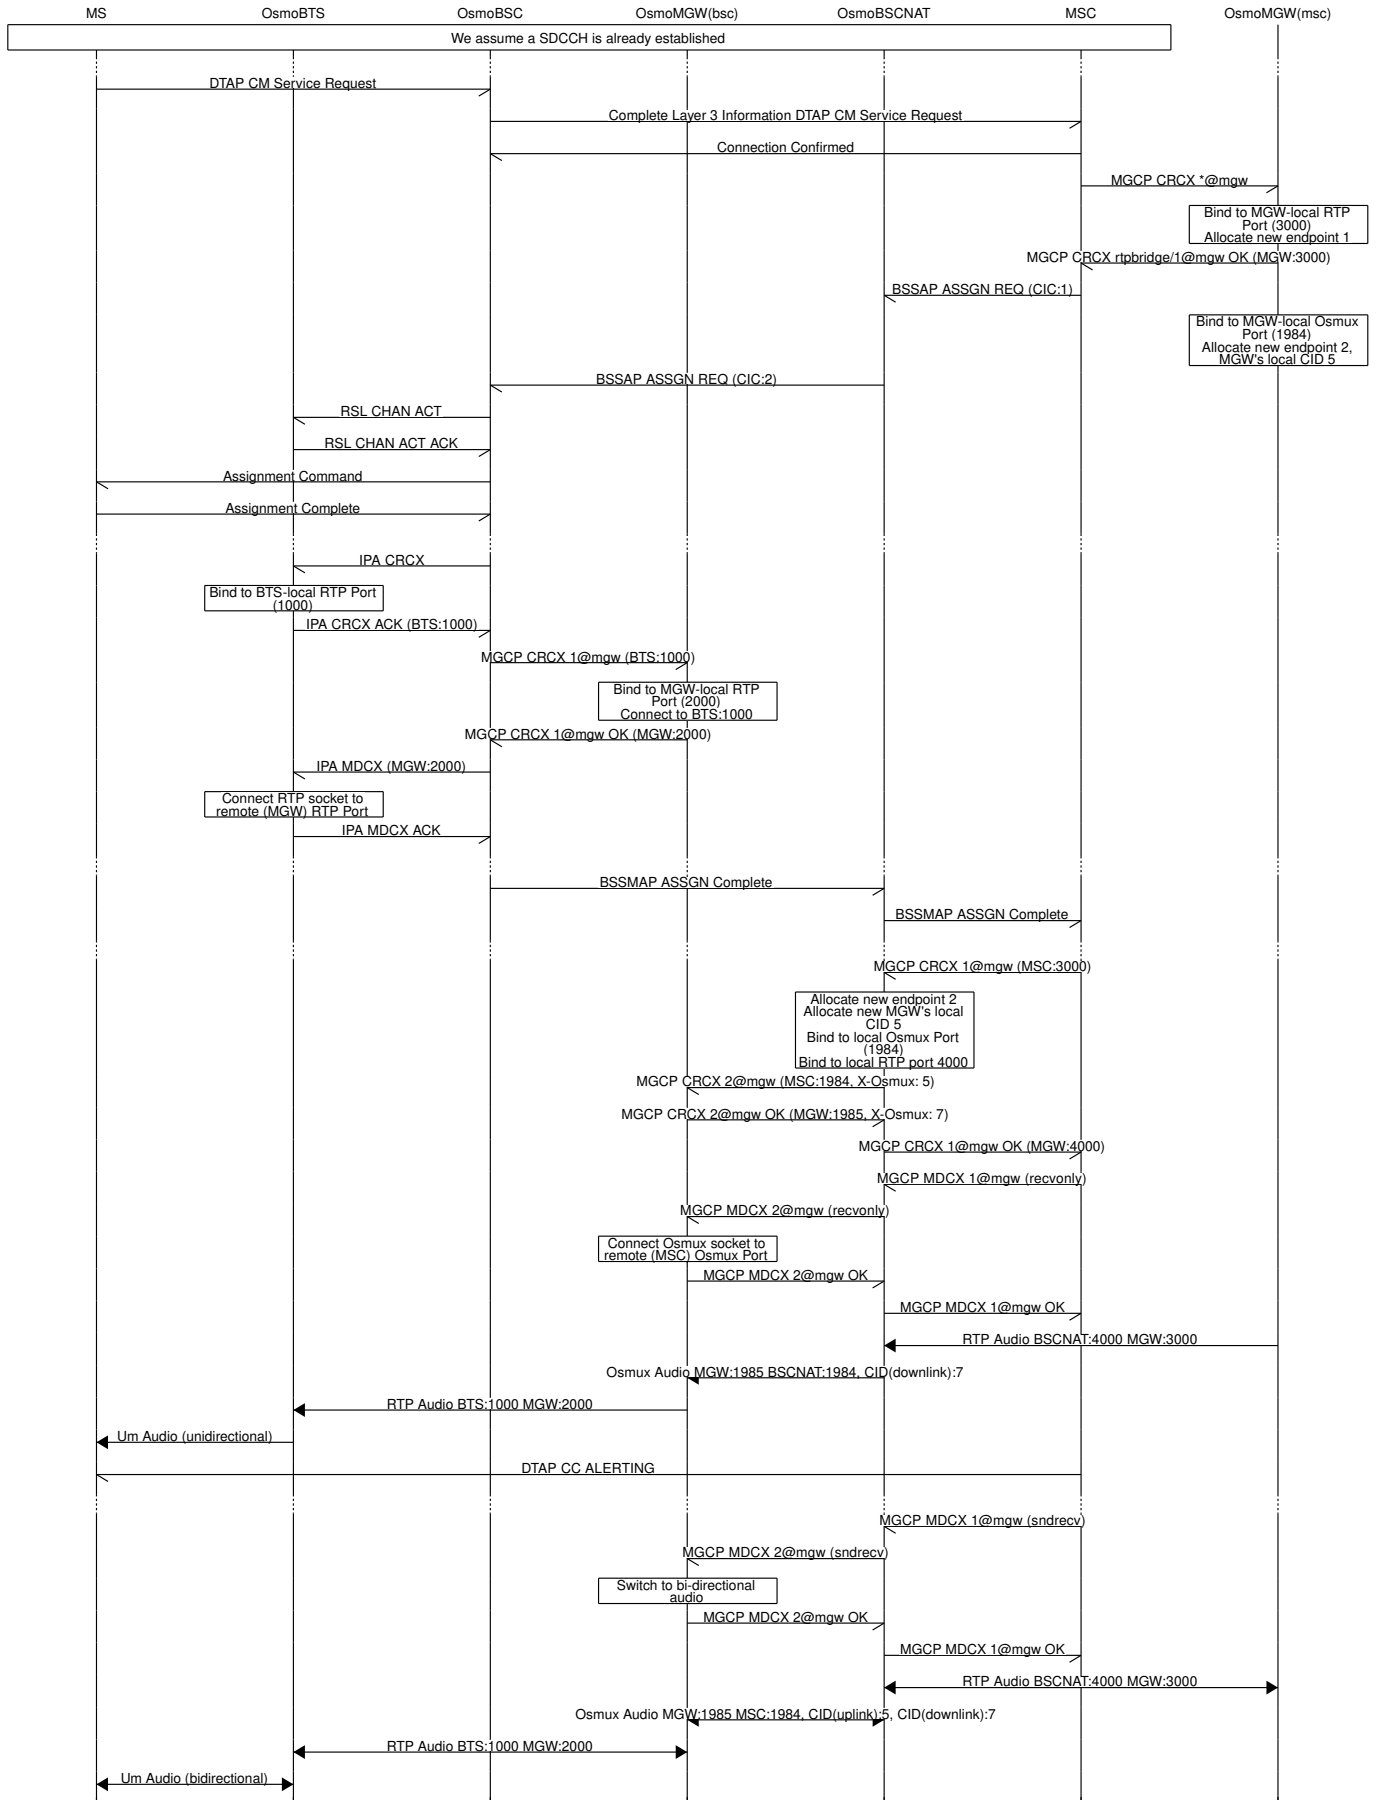 MS
OsmoBTS
OsmoBSC
OsmoMGW(bsc)
OsmoBSCNAT
MSC
OsmoMGW(msc)
We assume a SDCCH is already established
DTAP CM Service Request
Complete Layer 3 Information DTAP CM Service Request
Connection Confirmed
MGCP CRCX *@mgw
Bind to MGW-local RTP
Port (3000)
Allocate new endpoint 1
MGCP CRCX rtpbridge/1@mgw OK (MGW:3000)
BSSAP ASSGN REQ (CIC:1)
Bind to MGW-local Osmux
Port (1984)
Allocate new endpoint 2,
MGW's local CID 5
BSSAP ASSGN REQ (CIC:2)
RSL CHAN ACT
RSL CHAN ACT ACK
Assignment Command
Assignment Complete
IPA CRCX
Bind to BTS-local RTP Port
(1000)
IPA CRCX ACK (BTS:1000)
MGCP CRCX 1@mgw (BTS:1000)
Bind to MGW-local RTP
Port (2000)
Connect to BTS:1000
MGCP CRCX 1@mgw OK (MGW:2000)
IPA MDCX (MGW:2000)
Connect RTP socket to
remote (MGW) RTP Port
IPA MDCX ACK
BSSMAP ASSGN Complete
BSSMAP ASSGN Complete
MGCP CRCX 1@mgw (MSC:3000)
Allocate new endpoint 2
Allocate new MGW's local
CID 5
Bind to local Osmux Port
(1984)
Bind to local RTP port 4000
MGCP CRCX 2@mgw (MSC:1984, X-Osmux: 5)
MGCP CRCX 2@mgw OK (MGW:1985, X-Osmux: 7)
MGCP CRCX 1@mgw OK (MGW:4000)
MGCP MDCX 1@mgw (recvonly)
MGCP MDCX 2@mgw (recvonly)
Connect Osmux socket to
remote (MSC) Osmux Port
MGCP MDCX 2@mgw OK
MGCP MDCX 1@mgw OK
RTP Audio BSCNAT:4000 MGW:3000
Osmux Audio MGW:1985 BSCNAT:1984, CID(downlink):7
RTP Audio BTS:1000 MGW:2000
Um Audio (unidirectional)
DTAP CC ALERTING
MGCP MDCX 1@mgw (sndrecv)
MGCP MDCX 2@mgw (sndrecv)
Switch to bi-directional
audio
MGCP MDCX 2@mgw OK
MGCP MDCX 1@mgw OK
RTP Audio BSCNAT:4000 MGW:3000
Osmux Audio MGW:1985 MSC:1984, CID(uplink):5, CID(downlink):7
RTP Audio BTS:1000 MGW:2000
Um Audio (bidirectional)